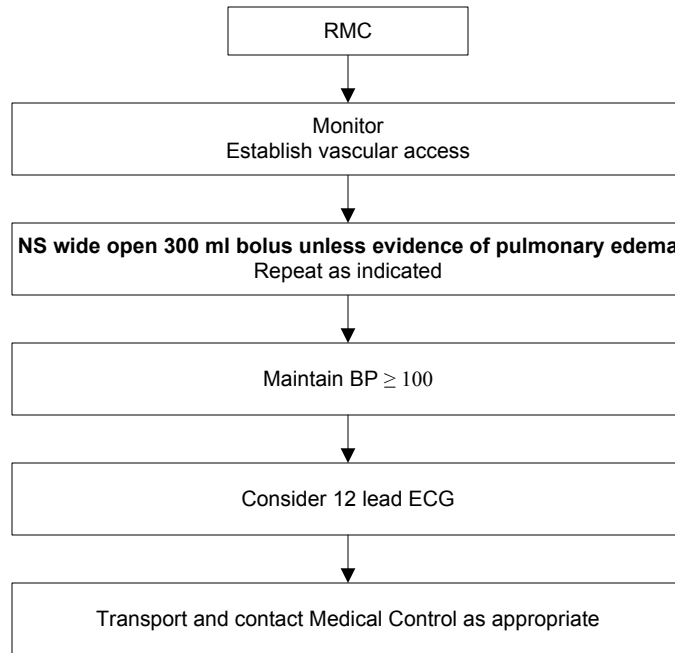 RMC
Monitor
Establish vascular access
NS wide open 300 ml bolus unless evidence of pulmonary edema
Repeat as indicated
Maintain BP ≥ 100
Consider 12 lead ECG
Transport and contact Medical Control as appropriate